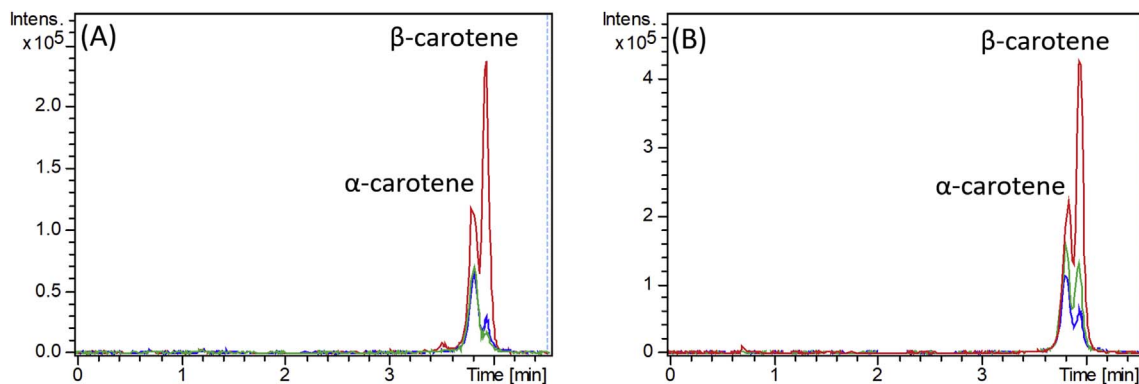 Intens.
x10⁵
(A)
β-carotene
α-carotene
2.0
1.5
1.0
0.5
0.0
0
1
2
3
Time [min]
Intens.
x10⁵
(B)
β-carotene
α-carotene
4
3
2
1
0
0
1
2
3
Time [min]